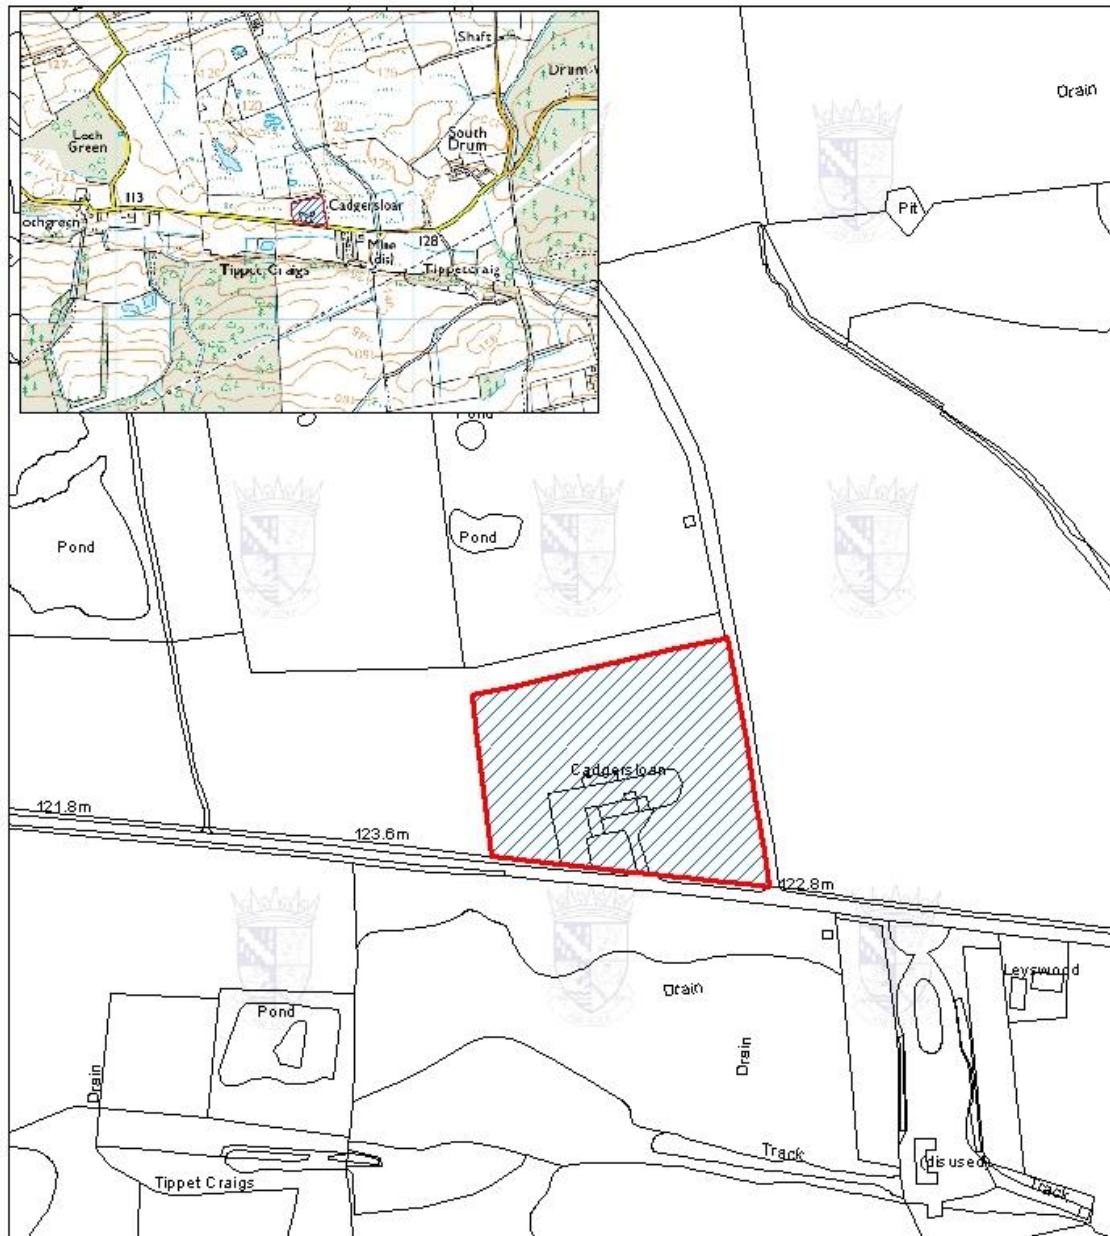 Shaft
Drum
Loch
Green
South
Drum
113
Cadgersloan
Mine
(dis)
128
Tippet Craigs
Tippetcraig
Drain
Pit
Pond
Pond
Pond
Cadgersloan
121.8m
123.6m
122.8m
Leyswood
Drain
Pond
Drain
Drain
Track
(disused)
Track
Tippet Craigs